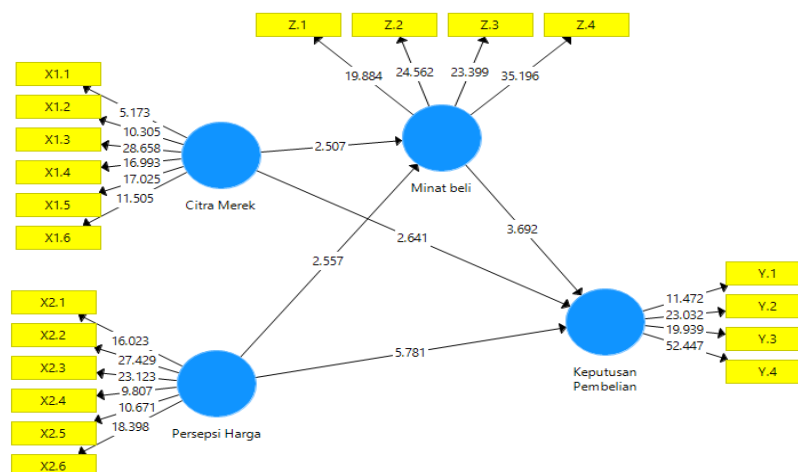 Z.1
Z.2
Z.3
Z.4
19.884
24.562
23.399
35.196
X1.1
X1.2
X1.3
X1.4
X1.5
X1.6
5.173
10.305
28.658
16.993
17.025
11.505
Citra Merek
2.507
Minat beli
2.641
2.557
3.692
5.781
X2.1
X2.2
X2.3
X2.4
X2.5
X2.6
16.023
27.429
23.123
9.807
10.671
18.398
Persepsi Harga
Keputusan
Pembelian
11.472
23.032
19.939
52.447
Y.1
Y.2
Y.3
Y.4